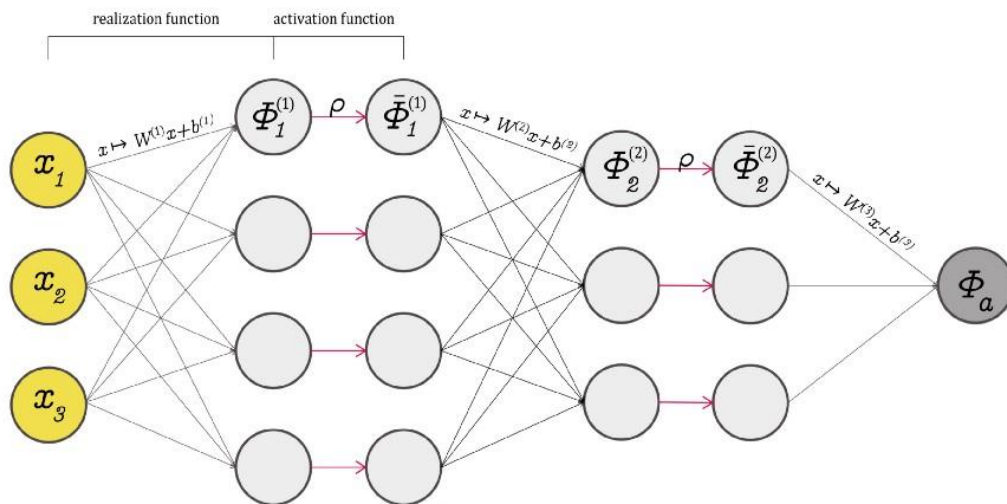 realization function activation function
x ↦ W⁽¹⁾x+b⁽¹⁾
Φ₁⁽¹⁾
ρ
Φ̄₁⁽¹⁾
x ↦ W⁽²⁾x+b⁽²⁾
Φ₂⁽²⁾
ρ
Φ̄₂⁽²⁾
x ↦ W⁽³⁾x+b⁽³⁾
x₁
x₂
x₃
Φₐ